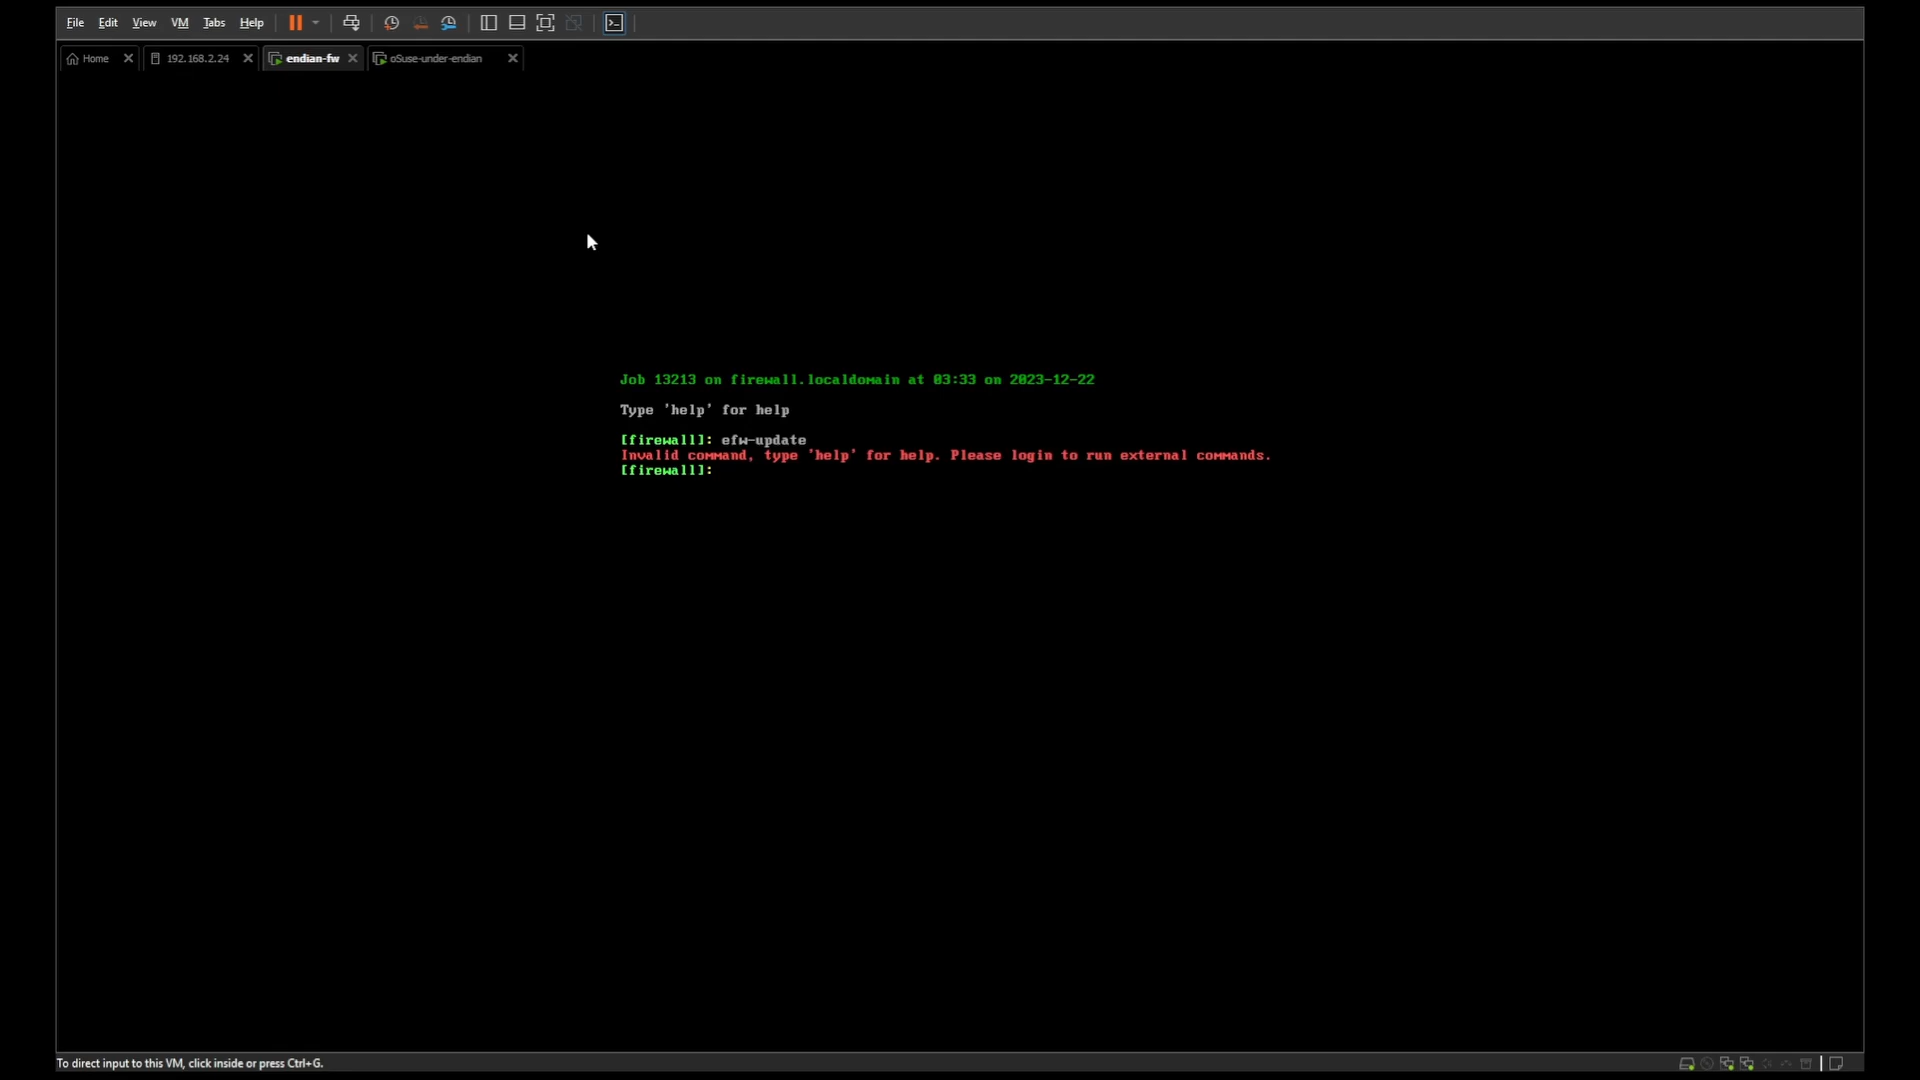 File Edit View VM Tabs Help
Home 192.168.2.24 endian-fw oSuse-under-endian
Job 13213 on firewall.localdomain at 03:33 on 2023-12-22
Type 'help' for help
[firewall]: efw-update
Invalid command, type 'help' for help. Please login to run external commands.
[firewall]:
To direct input to this VM, click inside or press Ctrl+G.